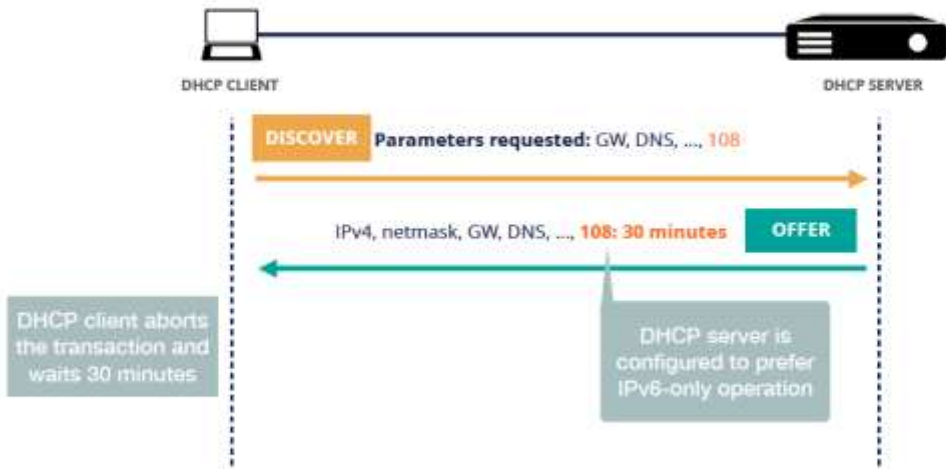 DHCP CLIENT
DHCP SERVER
DISCOVER Parameters requested: GW, DNS, ..., 108
IPv4, netmask, GW, DNS, ..., 108: 30 minutes OFFER
DHCP client aborts
the transaction and
waits 30 minutes
DHCP server is
configured to prefer
IPv6-only operation